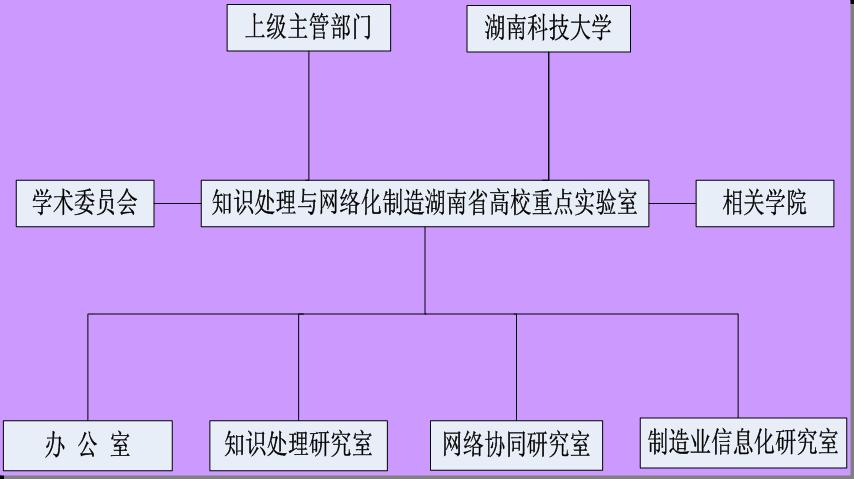 上级主管部门
湖南科技大学
学术委员会
知识处理与网络化制造湖南省高校重点实验室
相关学院
办 公 室
知识处理研究室
网络协同研究室
制造业信息化研究室